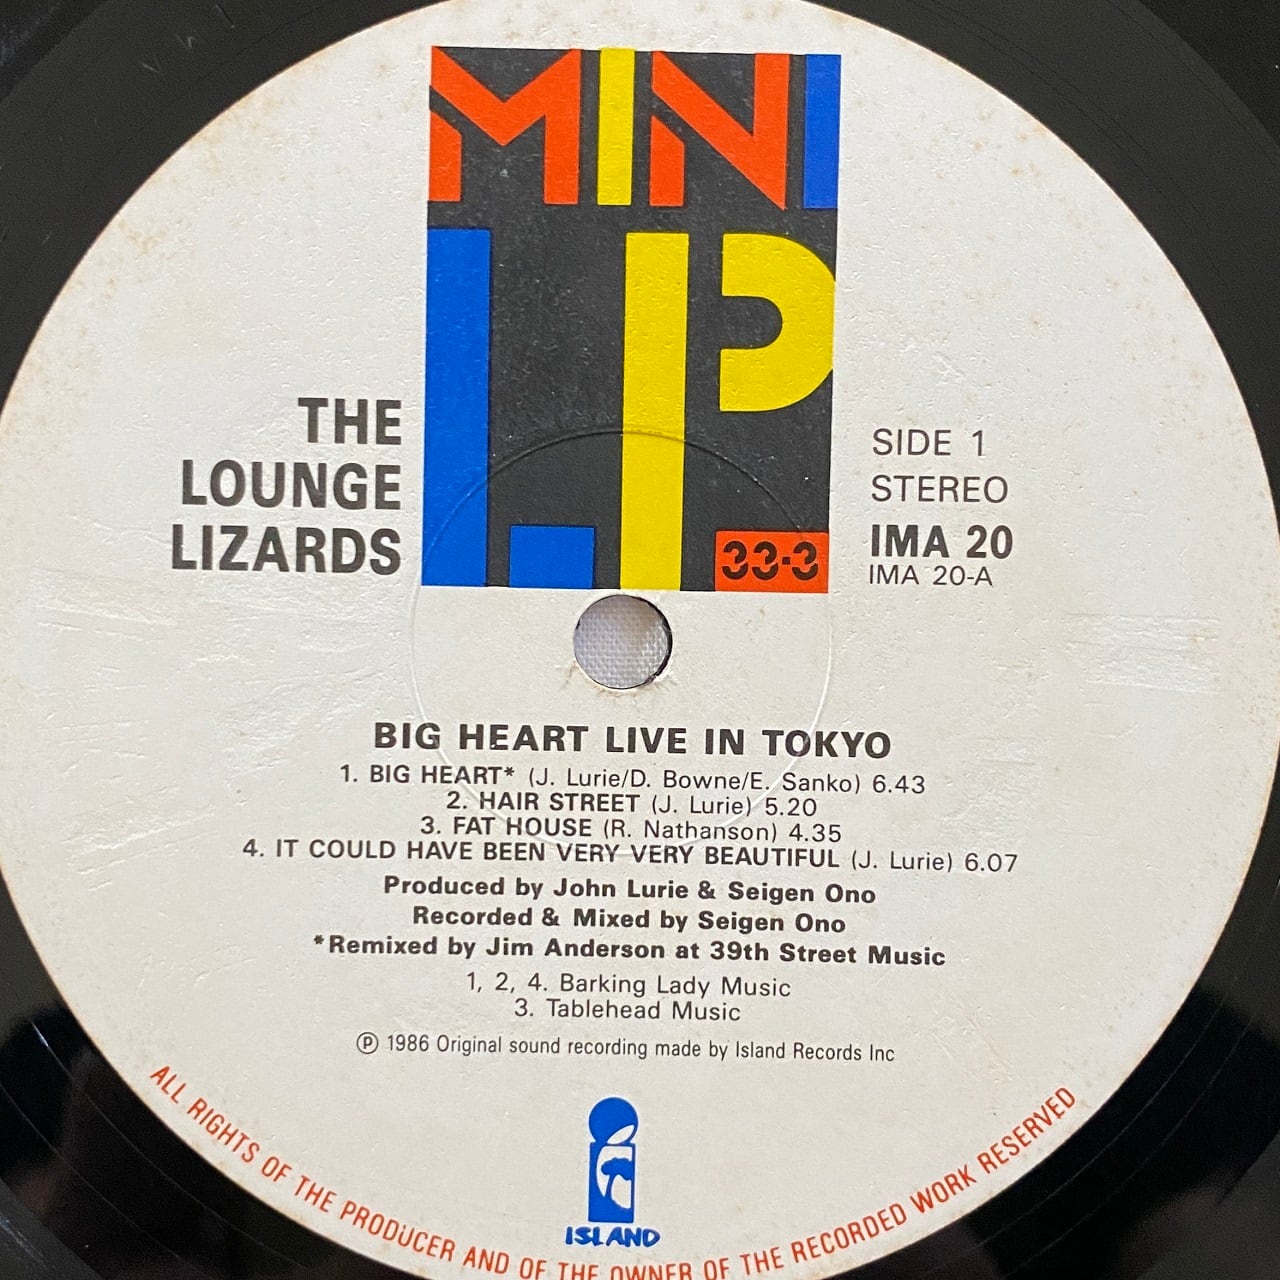 MINI
LP
33·3
THE
LOUNGE
LIZARDS
SIDE 1
STEREO
IMA 20
IMA 20-A
BIG HEART LIVE IN TOKYO
1. BIG HEART* (J. Lurie/D. Bowne/E. Sanko) 6.43
2. HAIR STREET (J. Lurie) 5.20
3. FAT HOUSE (R. Nathanson) 4.35
4. IT COULD HAVE BEEN VERY VERY BEAUTIFUL (J. Lurie) 6.07
Produced by John Lurie & Seigen Ono
Recorded & Mixed by Seigen Ono
*Remixed by Jim Anderson at 39th Street Music
1, 2, 4. Barking Lady Music
3. Tablehead Music
℗ 1986 Original sound recording made by Island Records Inc
ISLAND
ALL RIGHTS OF THE PRODUCER AND OF THE OWNER OF THE RECORDED WORK RESERVED